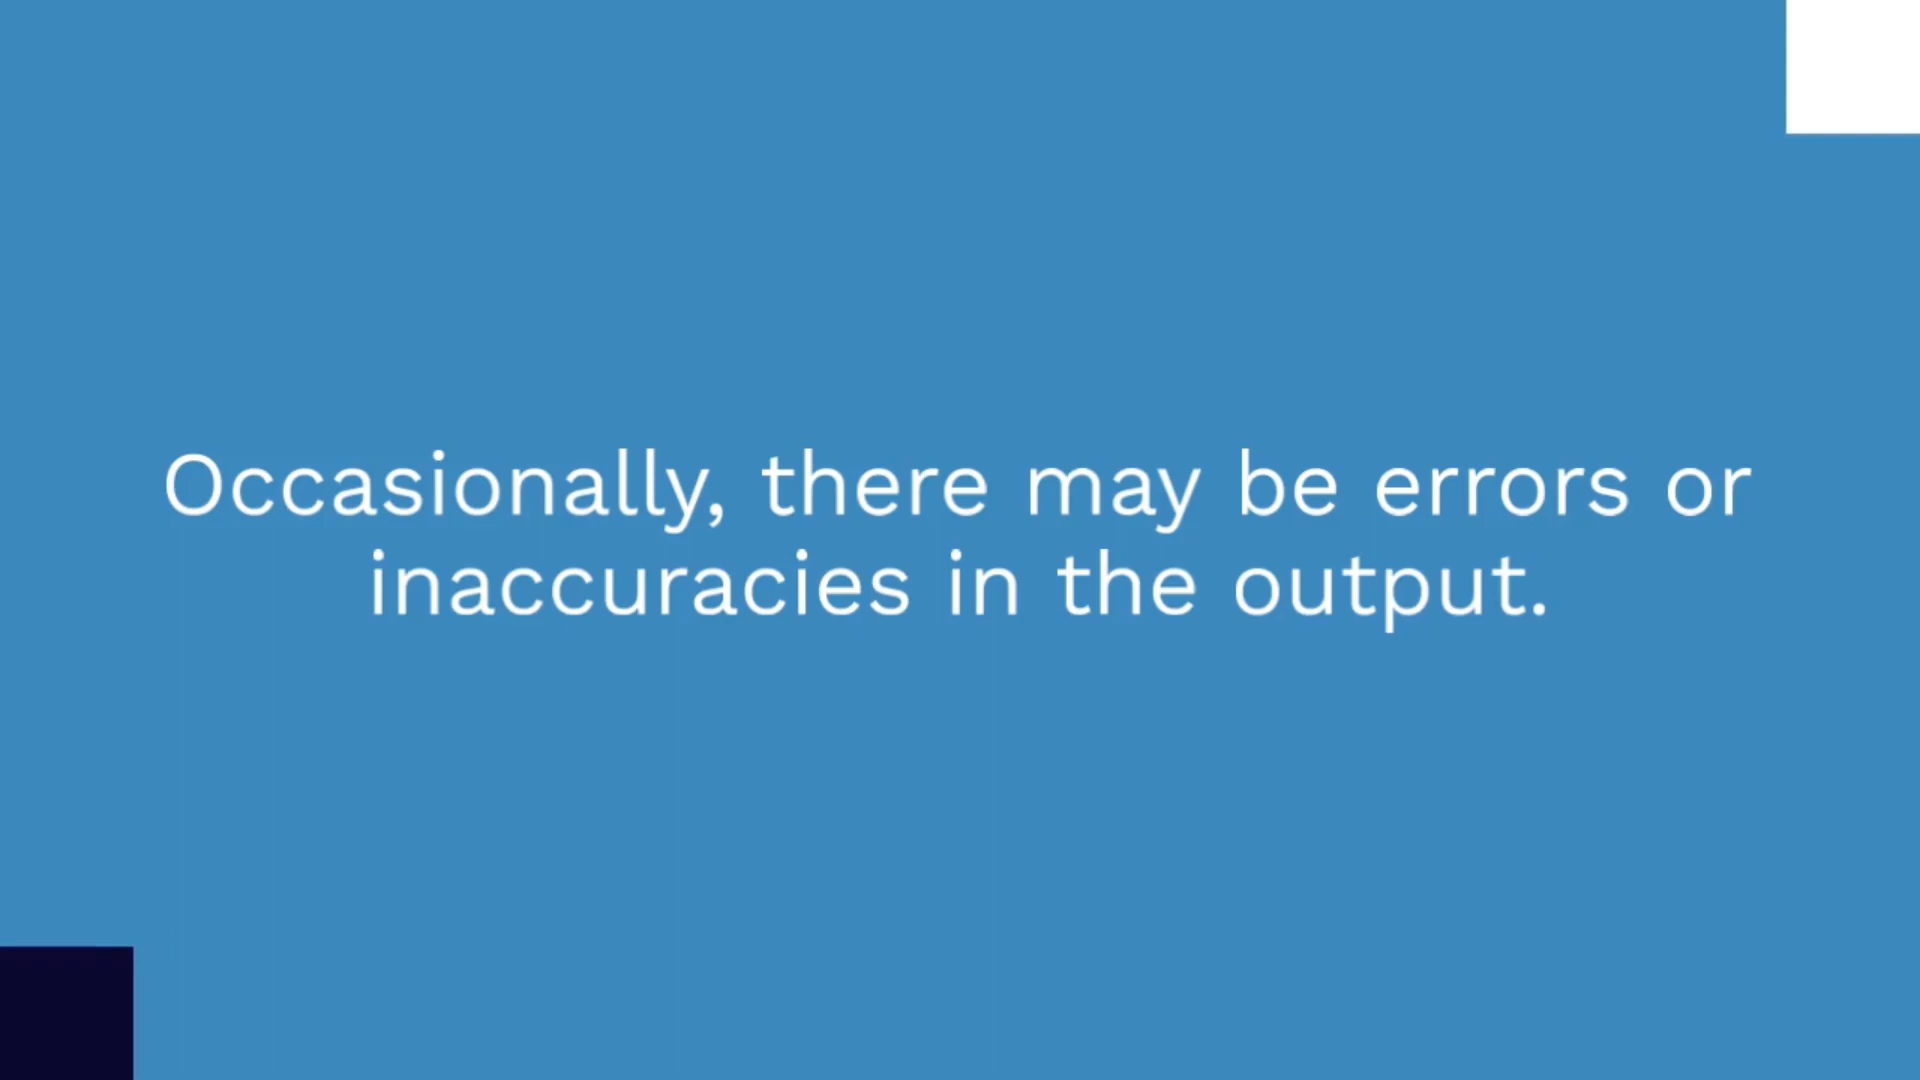 Occasionally, there may be errors or
inaccuracies in the output.